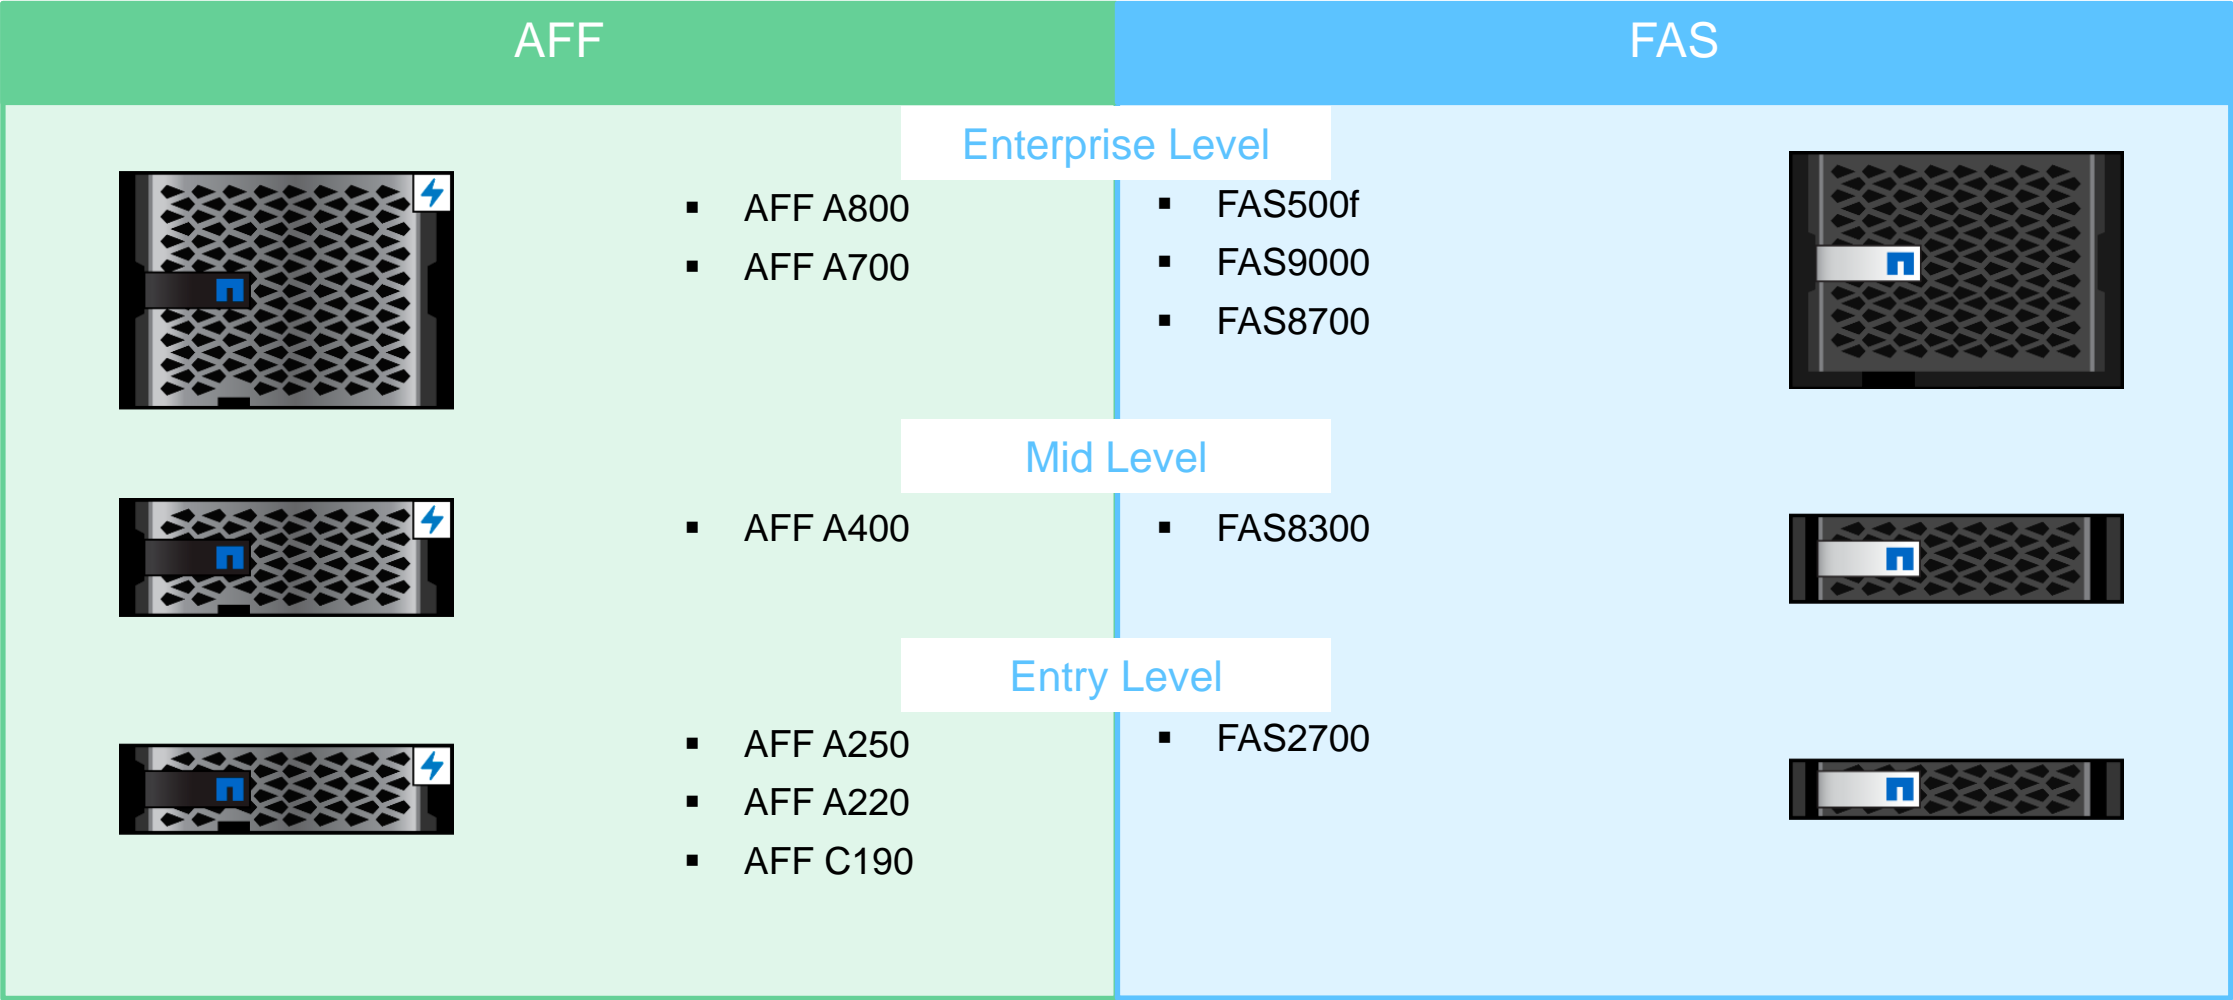 AFF
FAS
Enterprise Level
▪ AFF A800
▪ AFF A700
▪ FAS500f
▪ FAS9000
▪ FAS8700
Mid Level
▪ AFF A400
▪ FAS8300
Entry Level
▪ AFF A250
▪ AFF A220
▪ AFF C190
▪ FAS2700